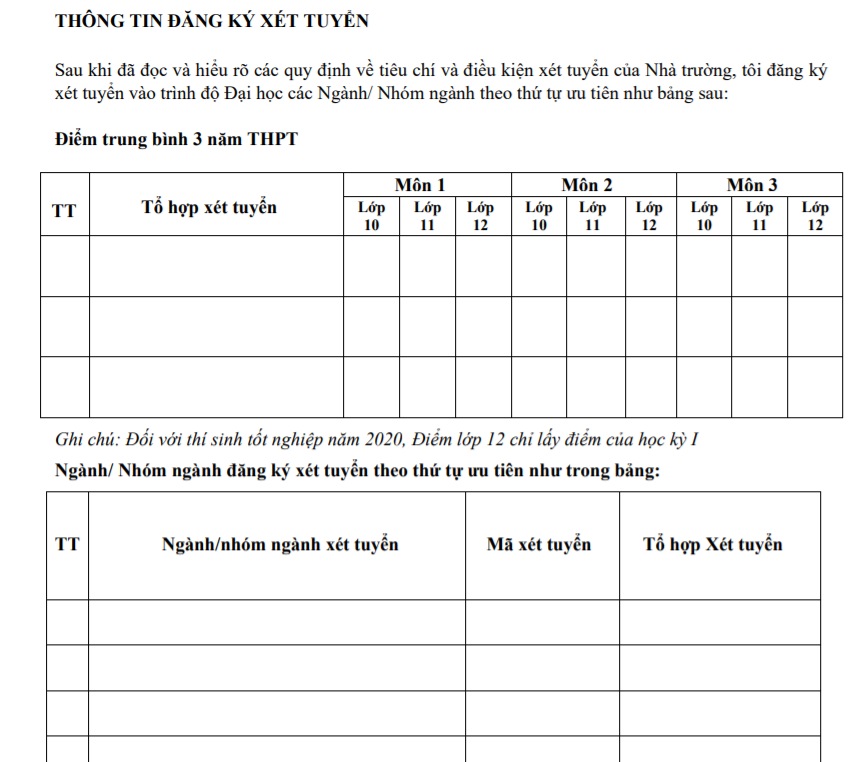 THÔNG TIN ĐĂNG KÝ XÉT TUYỂN
Sau khi đã đọc và hiểu rõ các quy định về tiêu chí và điều kiện xét tuyển của Nhà trường, tôi đăng ký
xét tuyển vào trình độ Đại học các Ngành/ Nhóm ngành theo thứ tự ưu tiên như bảng sau:
Điểm trung bình 3 năm THPT
TT Tổ hợp xét tuyển Môn 1 Môn 2 Môn 3
Lớp Lớp Lớp Lớp Lớp Lớp Lớp Lớp Lớp
10 11 12 10 11 12 10 11 12
Ghi chú: Đối với thí sinh tốt nghiệp năm 2020, Điểm lớp 12 chỉ lấy điểm của học kỳ I
Ngành/ Nhóm ngành đăng ký xét tuyển theo thứ tự ưu tiên như trong bảng:
TT Ngành/nhóm ngành xét tuyển Mã xét tuyển Tổ hợp Xét tuyển